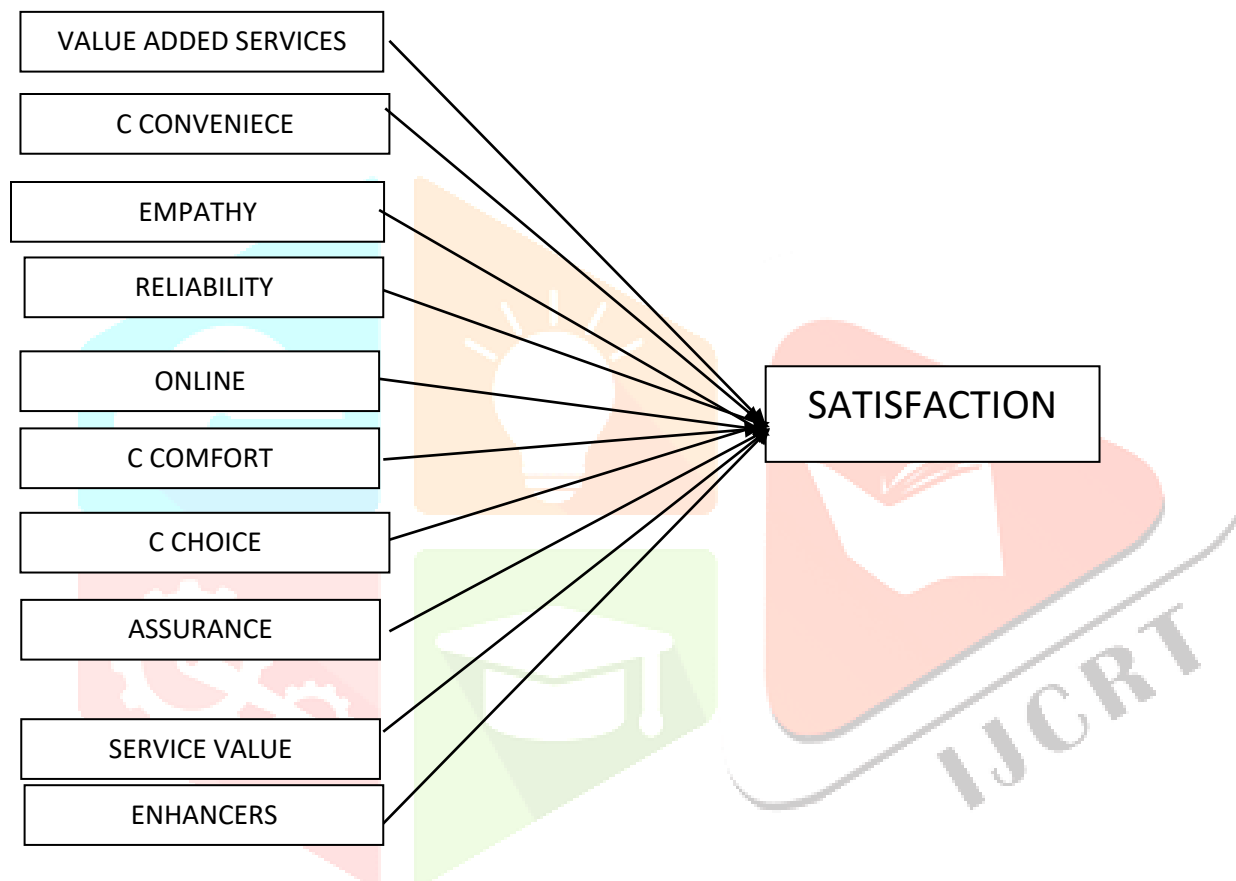 VALUE ADDED SERVICES
C CONVENIECE
EMPATHY
RELIABILITY
ONLINE
C COMFORT
C CHOICE
ASSURANCE
SERVICE VALUE
ENHANCERS
SATISFACTION
IJCRT